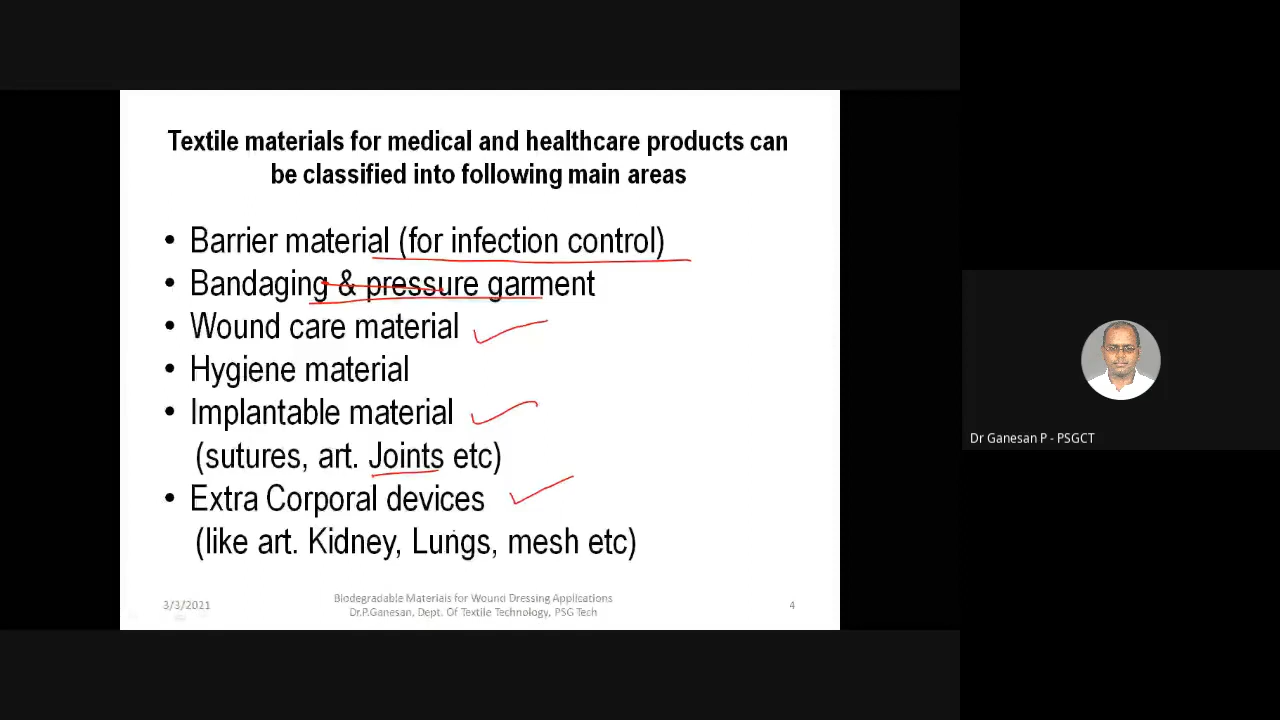 Textile materials for medical and healthcare products can
be classified into following main areas
• Barrier material (for infection control)
• Bandaging & pressure garment
• Wound care material
• Hygiene material
• Implantable material
(sutures, art. Joints etc)
• Extra Corporal devices
(like art. Kidney, Lungs, mesh etc)
3/3/2021
Biodegradable Materials for Wound Dressing Applications
Dr.P.Ganesan, Dept. Of Textile Technology, PSG Tech
4
Dr Ganesan P - PSGCT